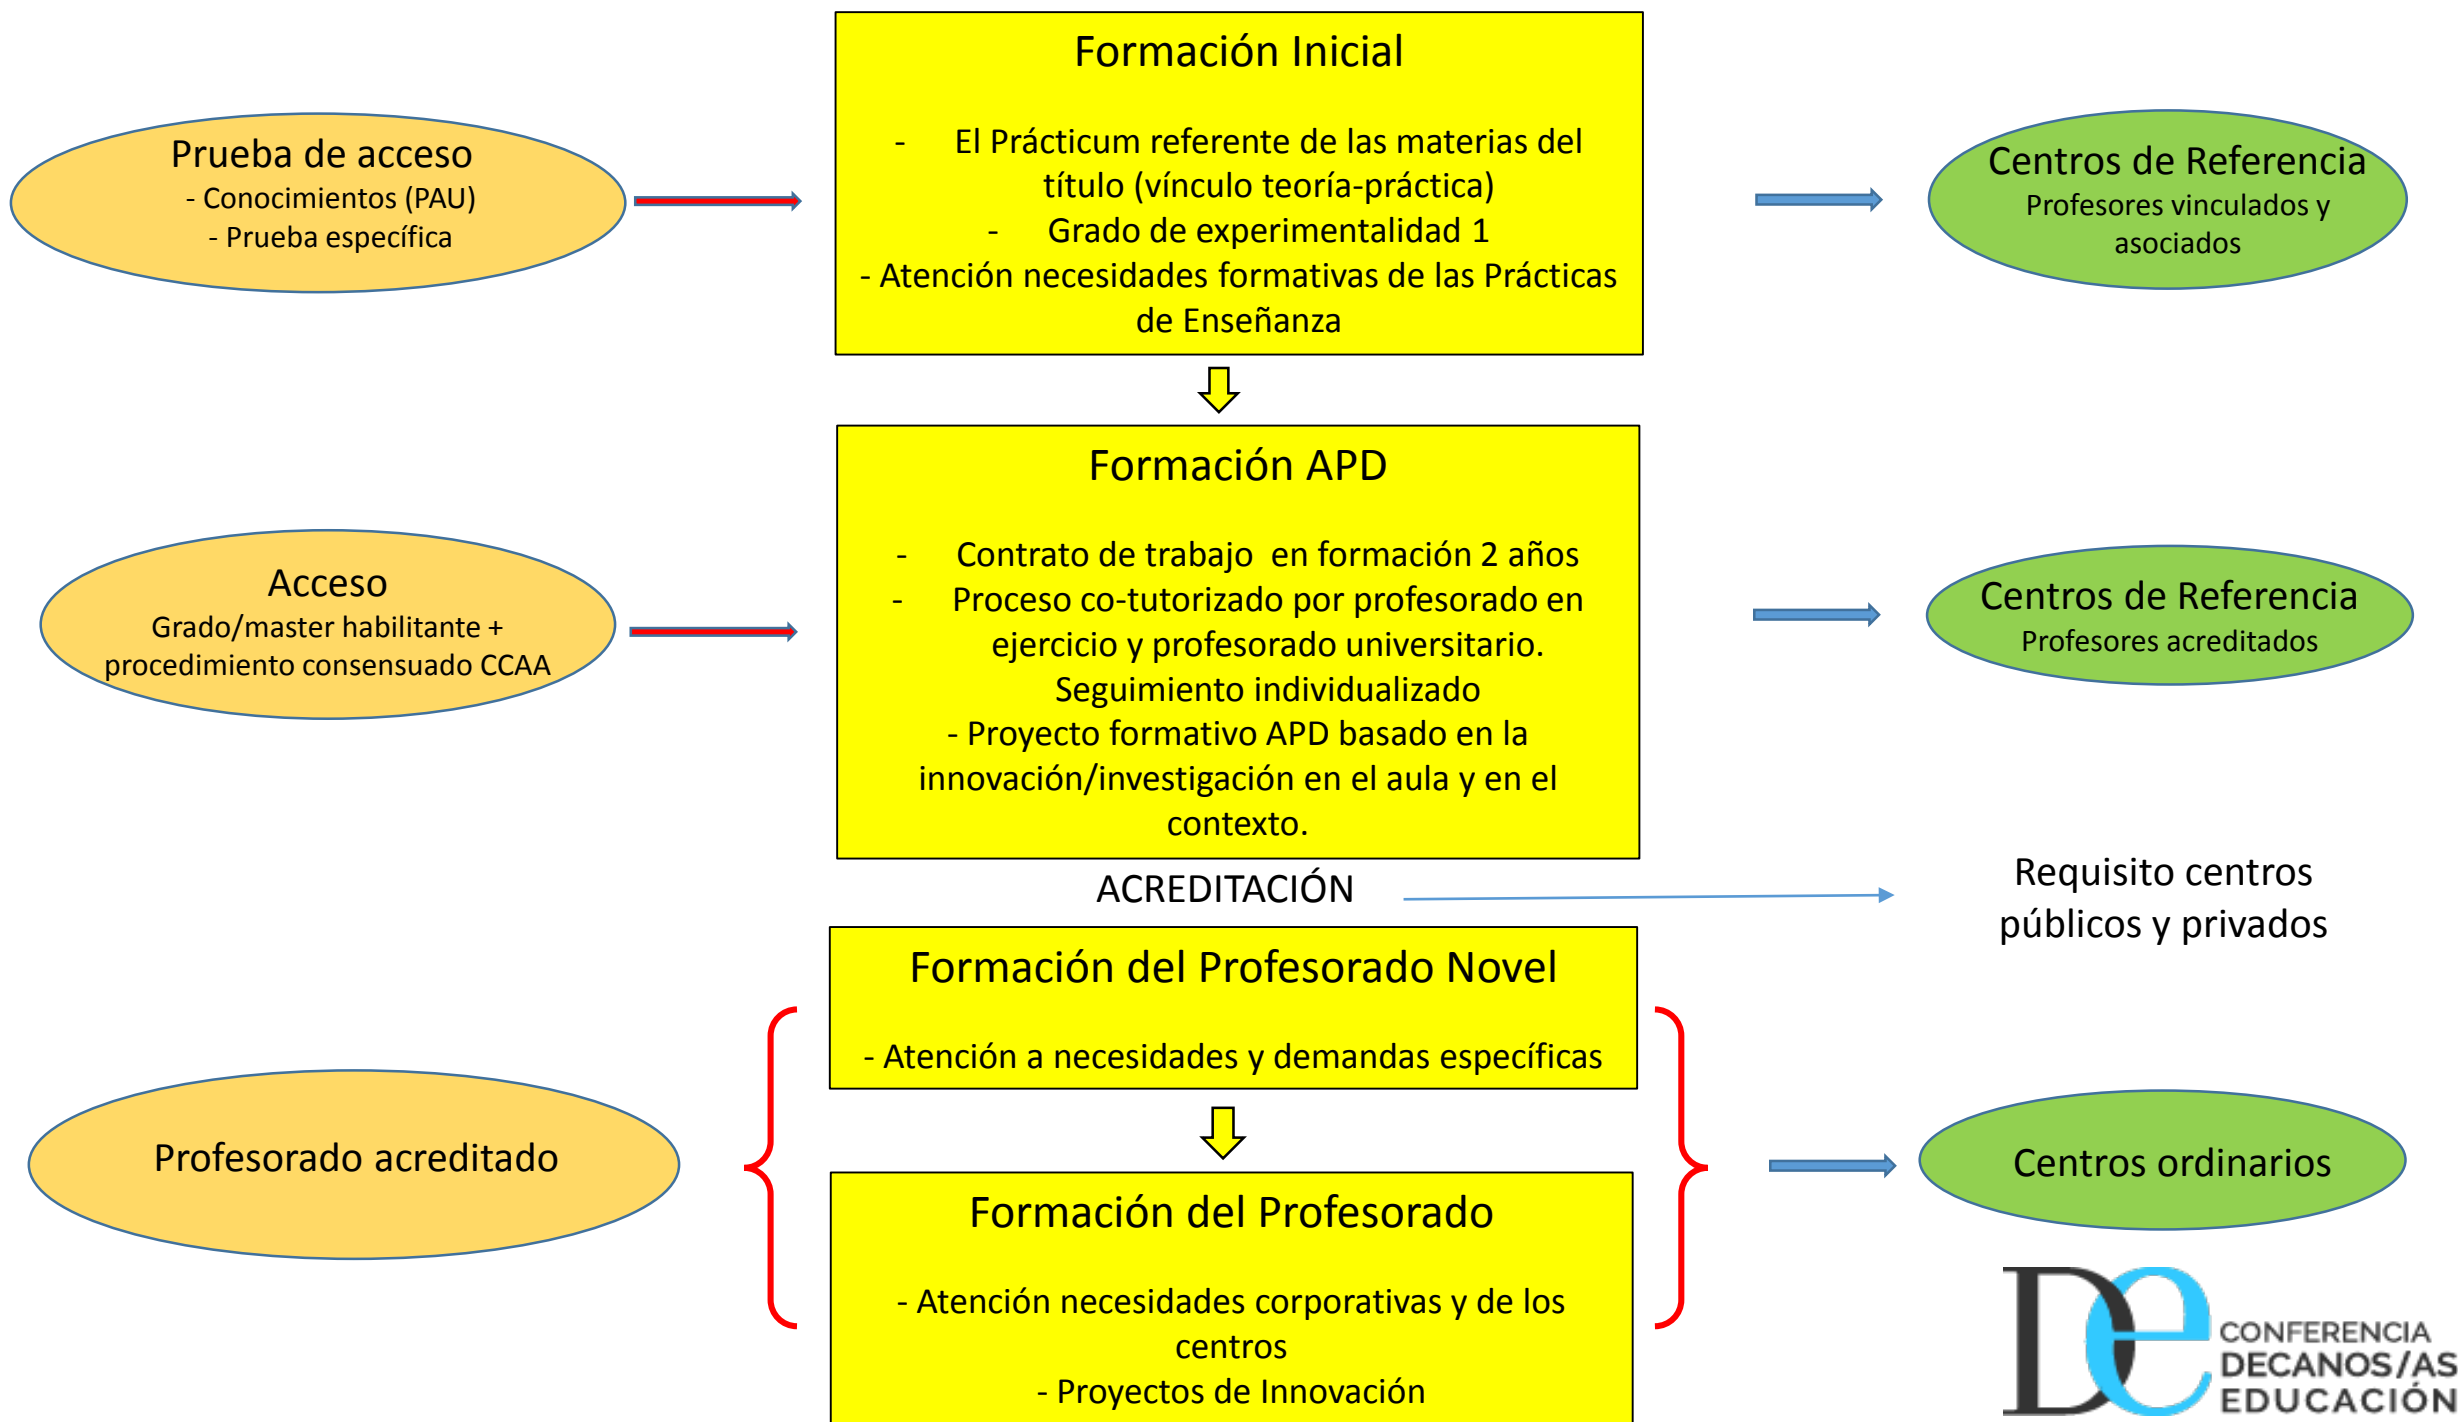 Formación Inicial
- El Prácticum referente de las materias del
título (vínculo teoría-práctica)
- Grado de experimentalidad 1
- Atención necesidades formativas de las Prácticas
de Enseñanza
Prueba de acceso
- Conocimientos (PAU)
- Prueba específica
Centros de Referencia
Profesores vinculados y
asociados
Formación APD
- Contrato de trabajo en formación 2 años
- Proceso co-tutorizado por profesorado en
ejercicio y profesorado universitario.
Seguimiento individualizado
- Proyecto formativo APD basado en la
innovación/investigación en el aula y en el
contexto.
Acceso
Grado/master habilitante +
procedimiento consensuado CCAA
Centros de Referencia
Profesores acreditados
ACREDITACIÓN
Requisito centros
públicos y privados
Formación del Profesorado Novel
- Atención a necesidades y demandas específicas
Profesorado acreditado
Centros ordinarios
Formación del Profesorado
- Atención necesidades corporativas y de los
centros
- Proyectos de Innovación
De
CONFERENCIA
DECANOS/AS
EDUCACIÓN